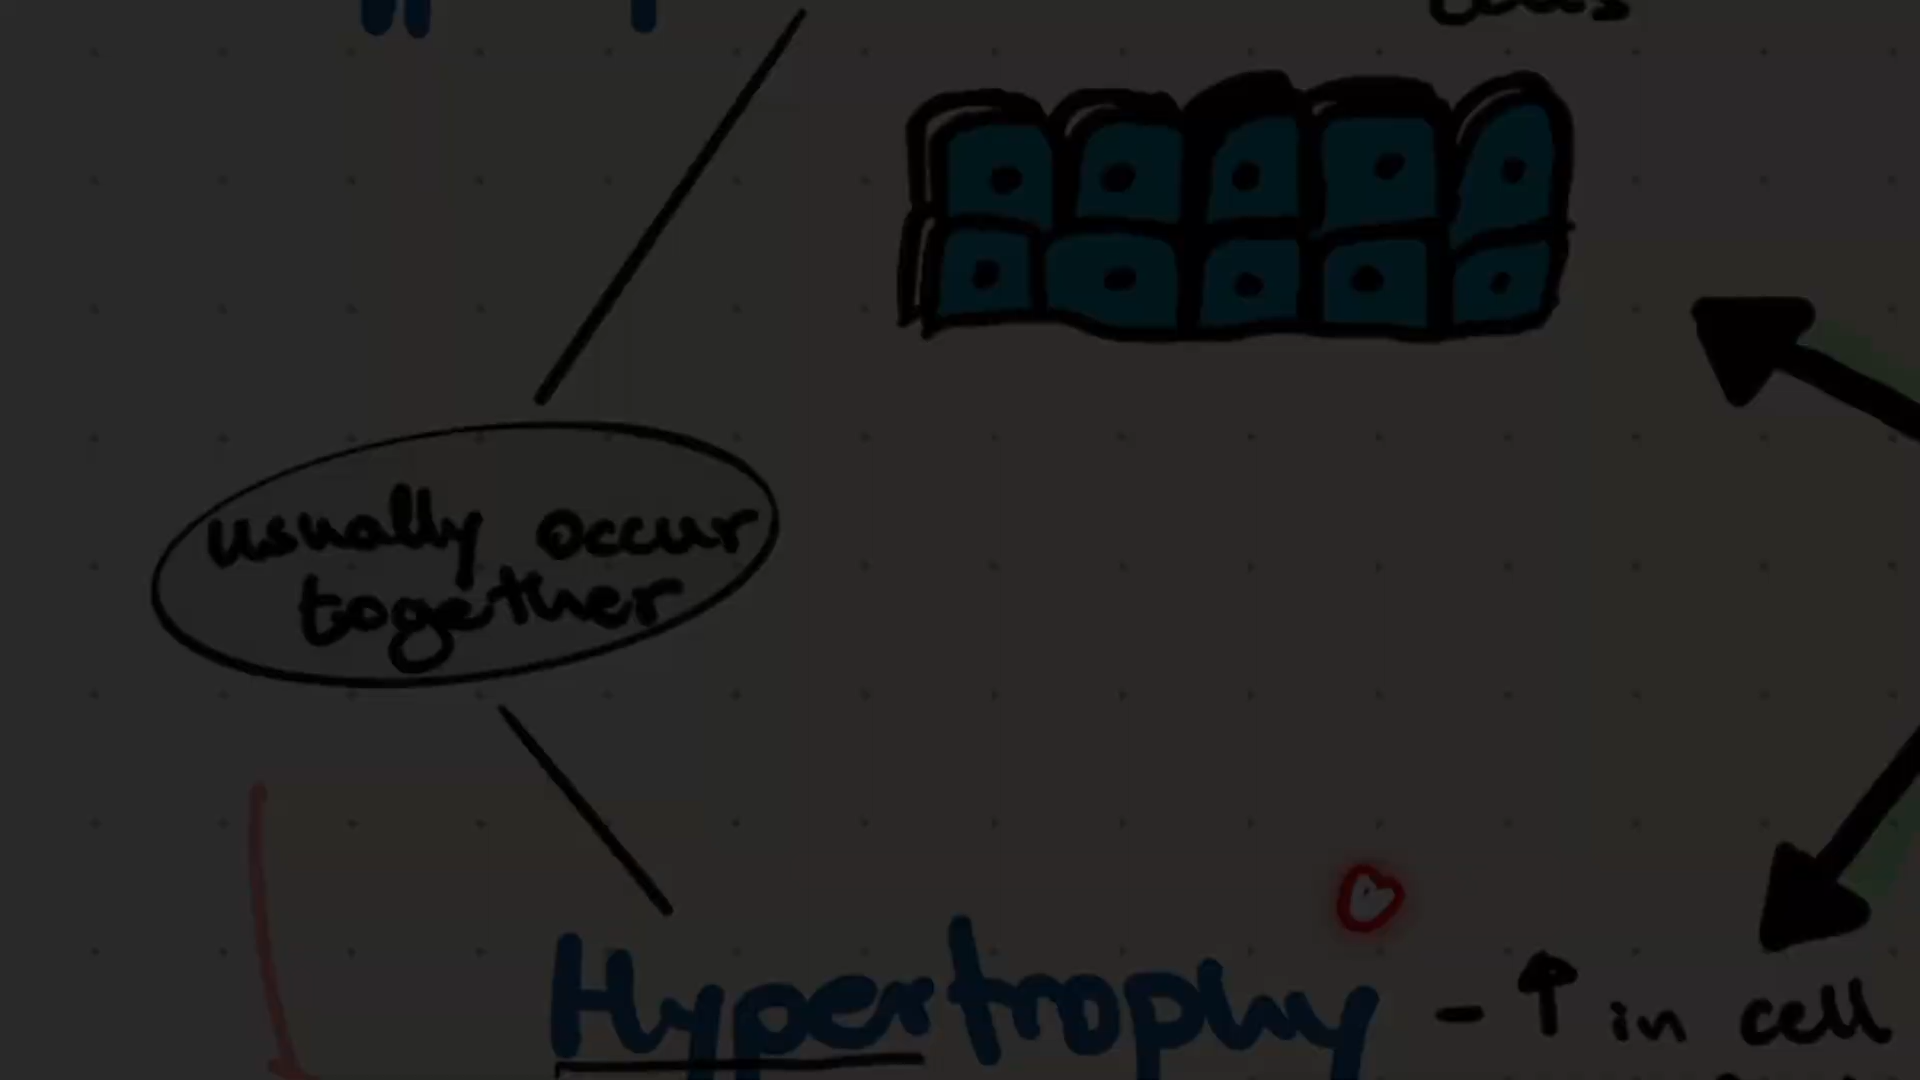 usually occur
together
Hypertrophy - ↑ in cell